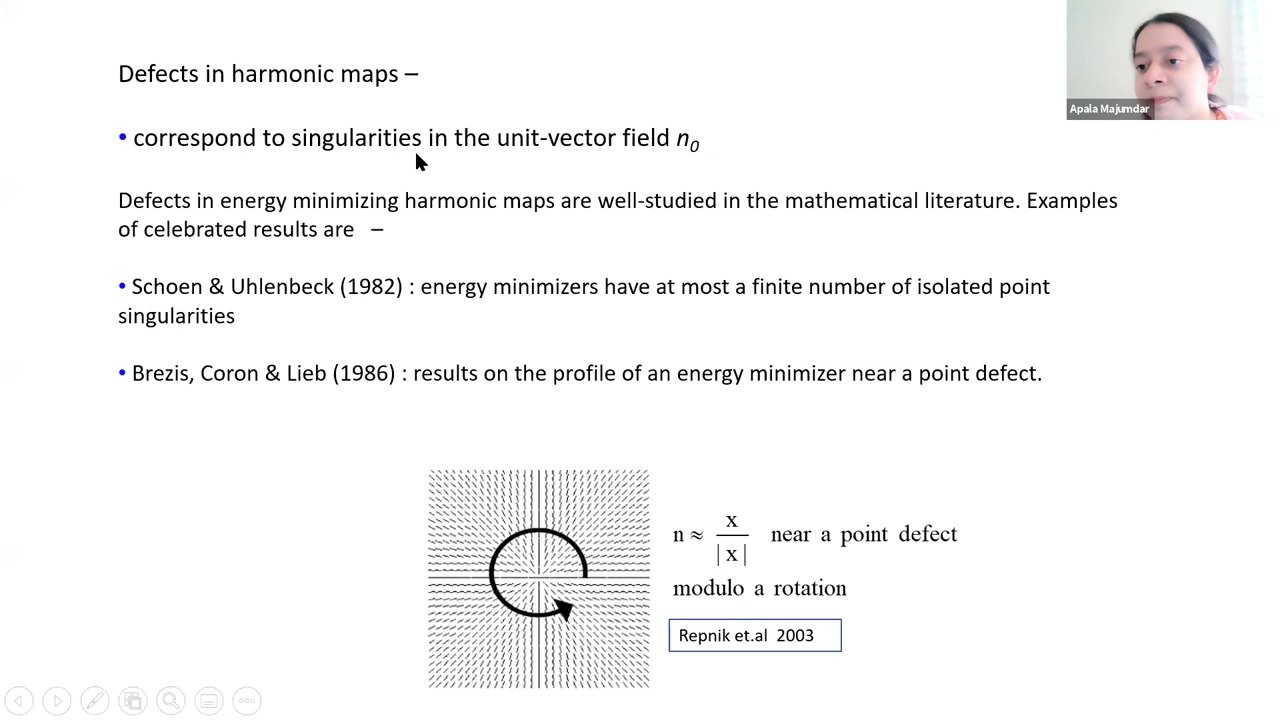 Defects in harmonic maps –
Apala Majumdar
• correspond to singularities in the unit-vector field n₀
Defects in energy minimizing harmonic maps are well-studied in the mathematical literature. Examples
of celebrated results are –
• Schoen & Uhlenbeck (1982) : energy minimizers have at most a finite number of isolated point
singularities
• Brezis, Coron & Lieb (1986) : results on the profile of an energy minimizer near a point defect.
n ≈ x / |x| near a point defect
modulo a rotation
Repnik et.al 2003